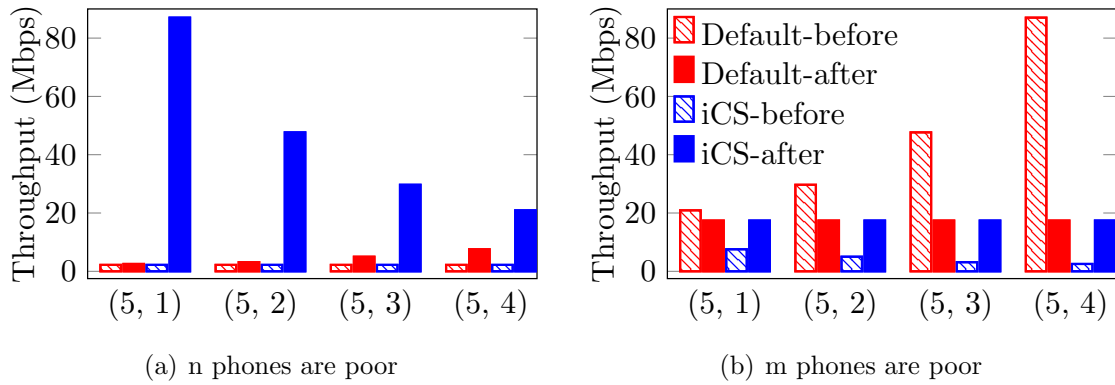 Throughput (Mbps)
80
60
40
20
0
(5, 1) (5, 2) (5, 3) (5, 4)
(a) n phones are poor
Throughput (Mbps)
80
60
40
20
0
Default-before
Default-after
iCS-before
iCS-after
(5, 1) (5, 2) (5, 3) (5, 4)
(b) m phones are poor